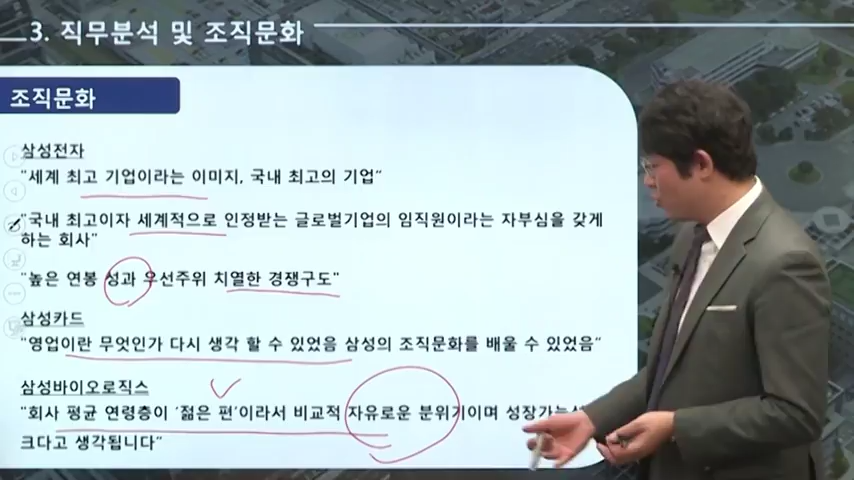 3. 직무분석 및 조직문화
조직문화
삼성전자
"세계 최고 기업이라는 이미지, 국내 최고의 기업"
"국내 최고이자 세계적으로 인정받는 글로벌기업의 임직원이라는 자부심을 갖게
하는 회사"
"높은 연봉 성과 우선주위 치열한 경쟁구도"
삼성카드
"영업이란 무엇인가 다시 생각 할 수 있었음 삼성의 조직문화를 배울 수 있었음"
삼성바이오로직스
"회사 평균 연령층이 '젊은 편'이라서 비교적 자유로운 분위기이며
크다고 생각됩니다"